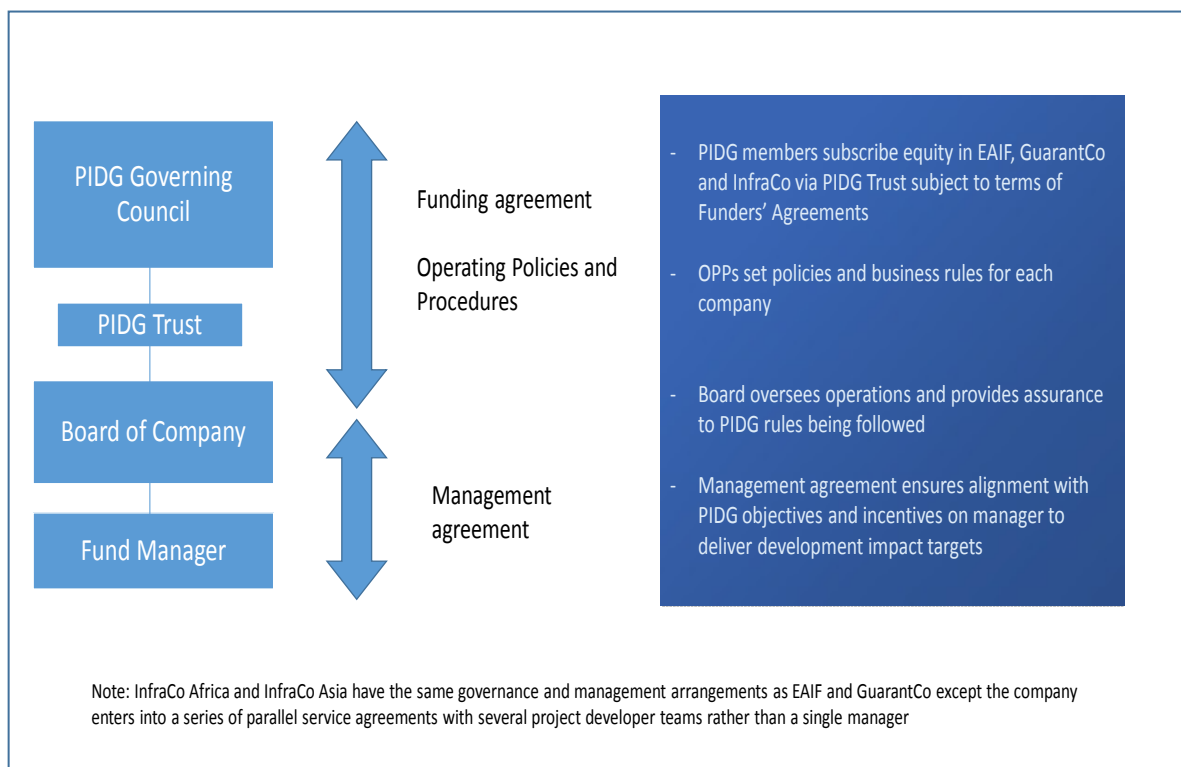 PIDG Governing
Council
PIDG Trust
Board of Company
Fund Manager
Funding agreement
Operating Policies and
Procedures
Management
agreement
- PIDG members subscribe equity in EAIF, GuarantCo
and InfraCo via PIDG Trust subject to terms of
Funders’ Agreements
- OPPs set policies and business rules for each
company
- Board oversees operations and provides assurance
to PIDG rules being followed
- Management agreement ensures alignment with
PIDG objectives and incentives on manager to
deliver development impact targets
Note: InfraCo Africa and InfraCo Asia have the same governance and management arrangements as EAIF and GuarantCo except the company
enters into a series of parallel service agreements with several project developer teams rather than a single manager